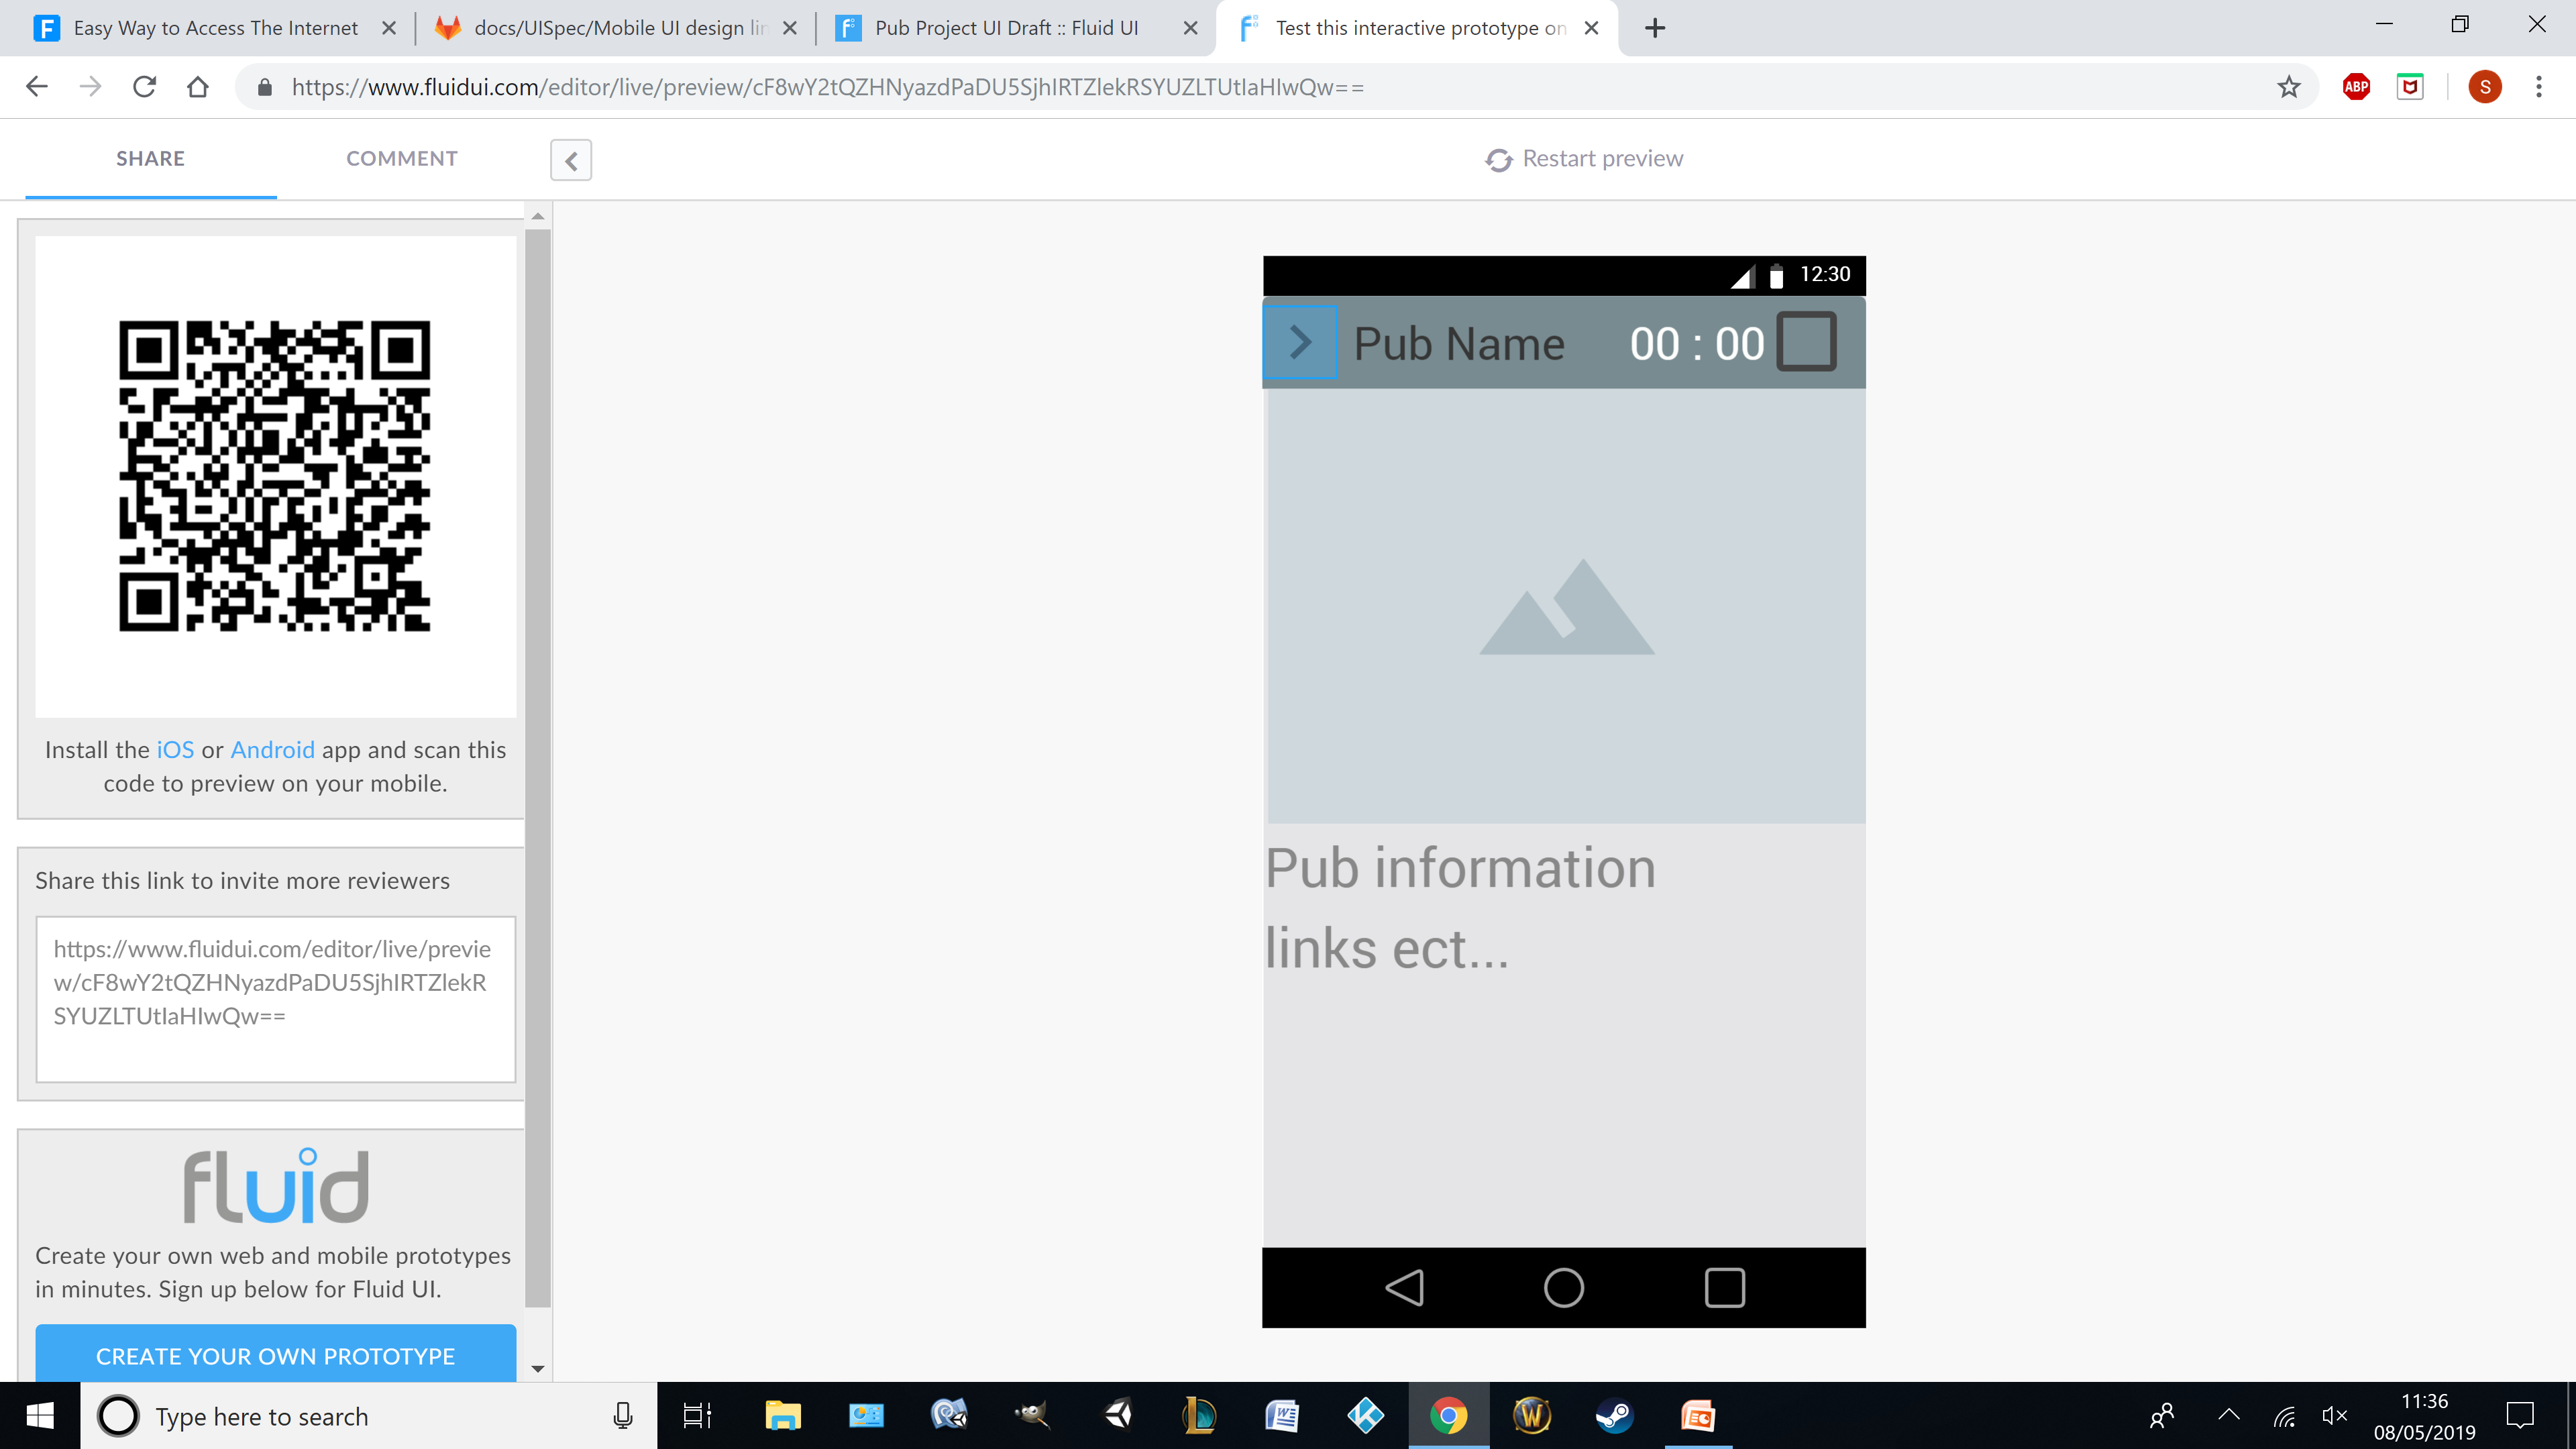 Easy Way to Access The Internet
docs/UISpec/Mobile UI design lin
Pub Project UI Draft :: Fluid UI
Test this interactive prototype on
https://www.fluidui.com/editor/live/preview/cF8wY2tQZHNyazdPaDU5SjhIRTZlekRSYUZLTUtIaHIwQw==
ABP
S
SHARE
COMMENT
Restart preview
Install the iOS or Android app and scan this
code to preview on your mobile.
Share this link to invite more reviewers
https://www.fluidui.com/editor/live/previe
w/cF8wY2tQZHNyazdPaDU5SjhIRTZlekR
SYUZLTUtIaHIwQw==
fluid
Create your own web and mobile prototypes
in minutes. Sign up below for Fluid UI.
CREATE YOUR OWN PROTOTYPE
12:30
Pub Name
00 : 00
Pub information
links ect...
Type here to search
11:36
08/05/2019